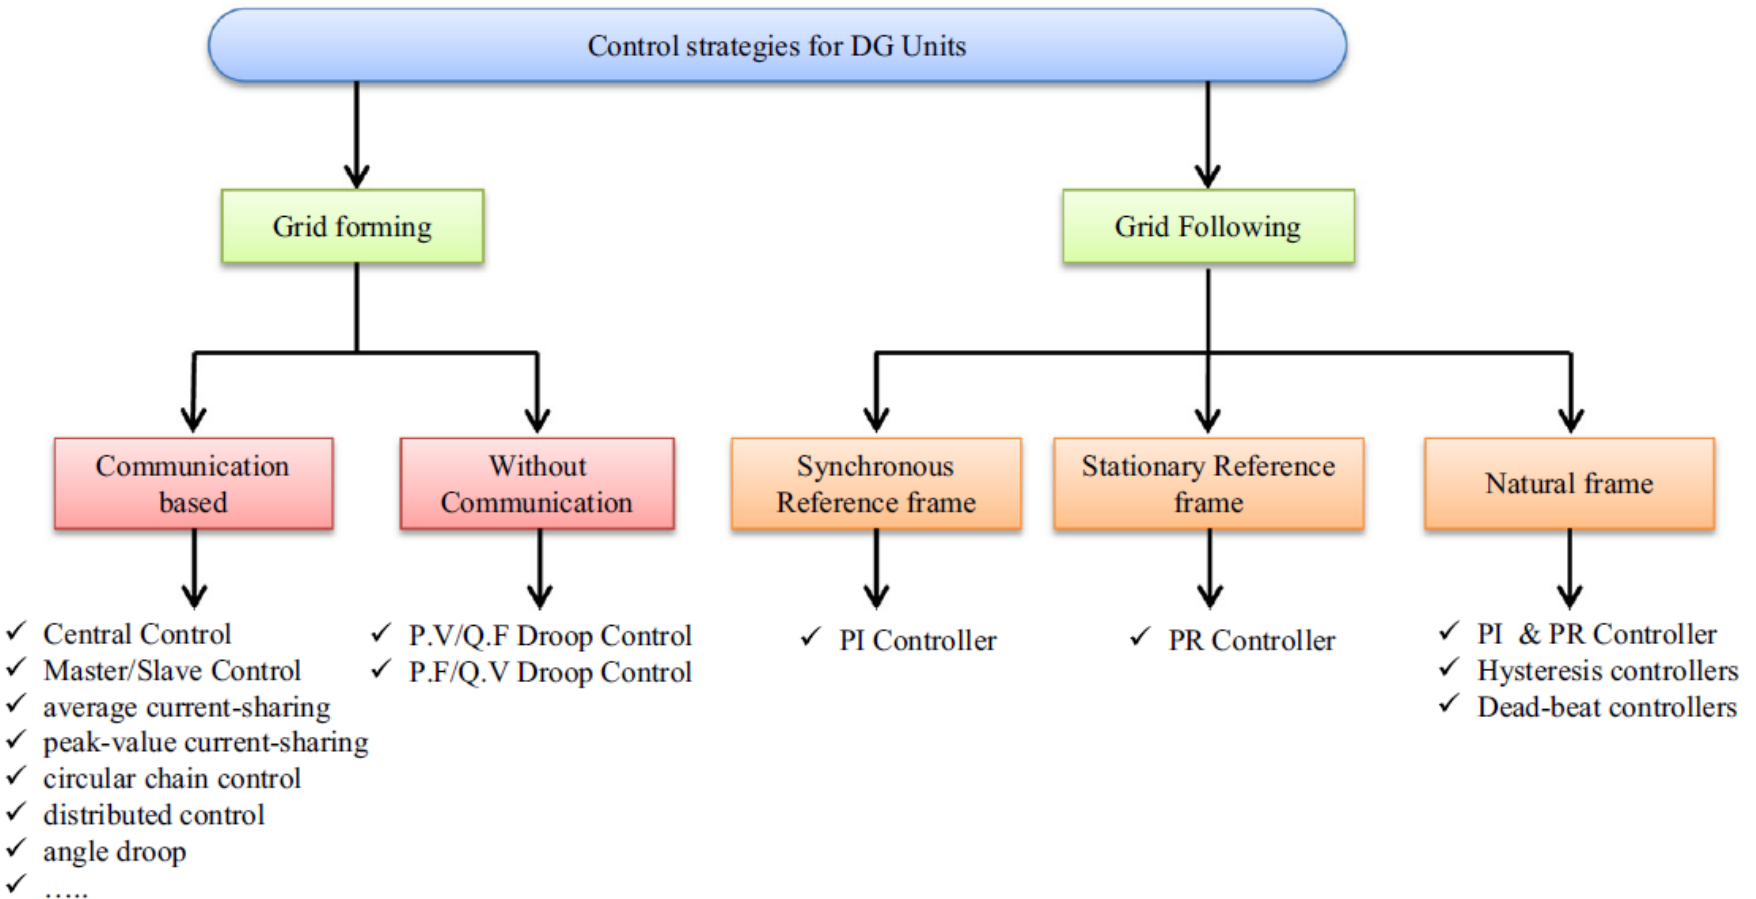 Control strategies for DG Units
Grid forming
Grid Following
Communication
based
Without
Communication
Synchronous
Reference frame
Stationary Reference
frame
Natural frame
✓ Central Control
✓ Master/Slave Control
✓ average current-sharing
✓ peak-value current-sharing
✓ circular chain control
✓ distributed control
✓ angle droop
✓ …..
✓ P.V/Q.F Droop Control
✓ P.F/Q.V Droop Control
✓ PI Controller
✓ PR Controller
✓ PI & PR Controller
✓ Hysteresis controllers
✓ Dead-beat controllers